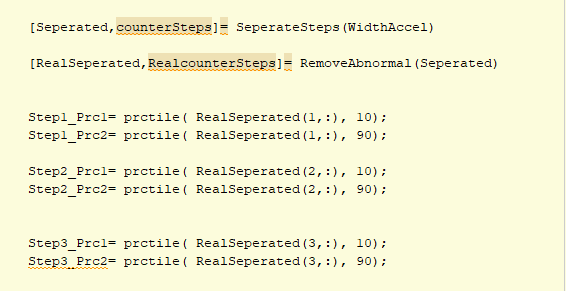 [Seperated,counterSteps]= SeperateSteps(WidthAccel)
[RealSeperated,RealcounterSteps]= RemoveAbnormal(Seperated)
Step1_Prc1= prctile( RealSeperated(1,:), 10);
Step1_Prc2= prctile( RealSeperated(1,:), 90);
Step2_Prc1= prctile( RealSeperated(2,:), 10);
Step2_Prc2= prctile( RealSeperated(2,:), 90);
Step3_Prc1= prctile( RealSeperated(3,:), 10);
Step3_Prc2= prctile( RealSeperated(3,:), 90);